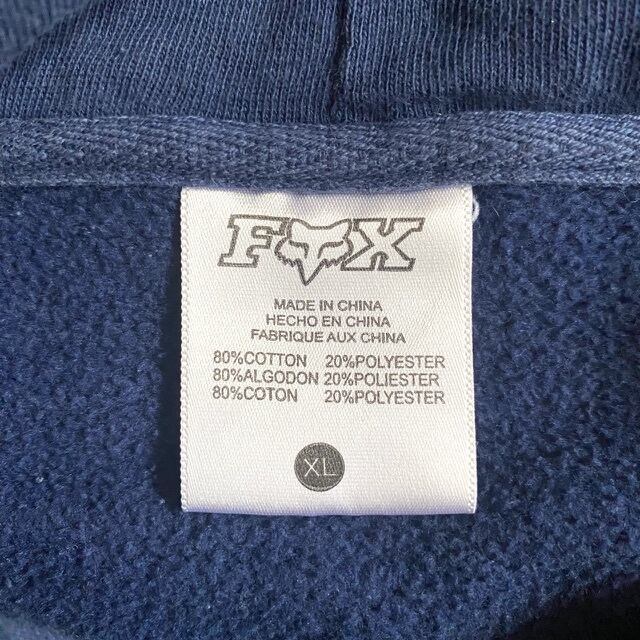 FOX
MADE IN CHINA
HECHO EN CHINA
FABRIQUE AUX CHINA
80%COTTON 20%POLYESTER
80%ALGODON 20%POLIESTER
80%COTON 20%POLYESTER
XL